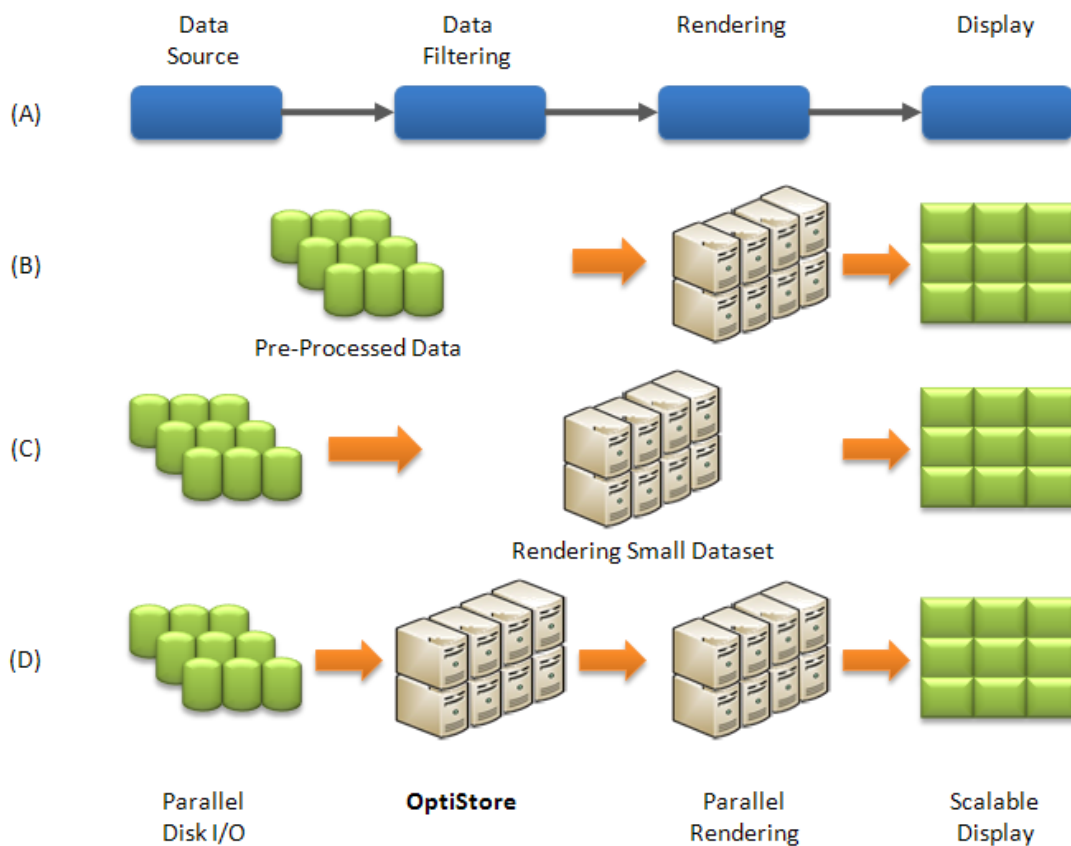 Data
Source
Data
Filtering
Rendering
Display
(A)
(B)
Pre-Processed Data
(C)
Rendering Small Dataset
(D)
Parallel
Disk I/O
OptiStore
Parallel
Rendering
Scalable
Display